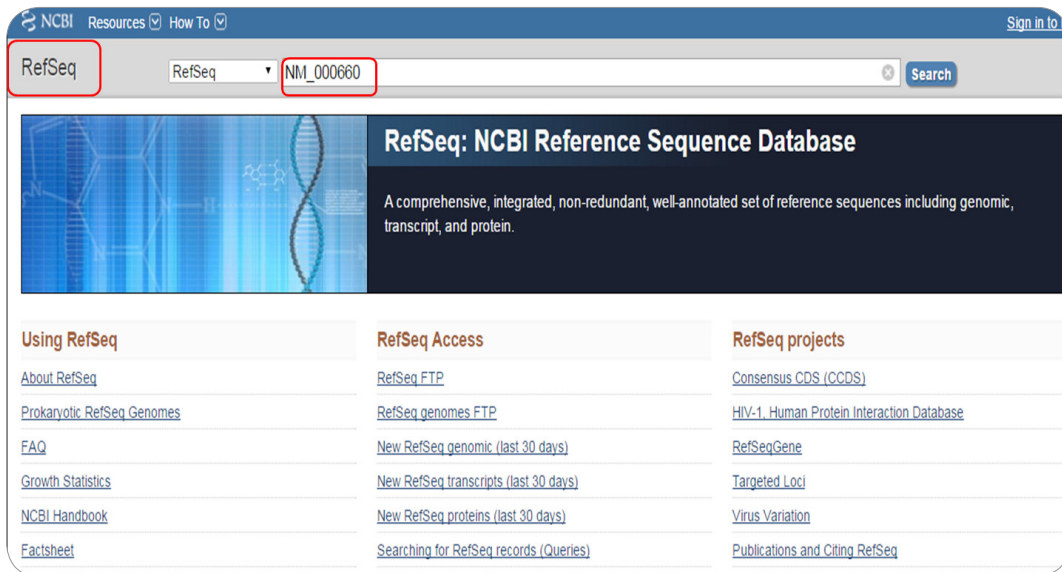 NCBI Resources How To Sign in to
RefSeq RefSeq NM_000660 Search
RefSeq: NCBI Reference Sequence Database
A comprehensive, integrated, non-redundant, well-annotated set of reference sequences including genomic,
transcript, and protein.
Using RefSeq
About RefSeq
Prokaryotic RefSeq Genomes
FAQ
Growth Statistics
NCBI Handbook
Factsheet
RefSeq Access
RefSeq FTP
RefSeq genomes FTP
New RefSeq genomic (last 30 days)
New RefSeq transcripts (last 30 days)
New RefSeq proteins (last 30 days)
Searching for RefSeq records (Queries)
RefSeq projects
Consensus CDS (CCDS)
HIV-1, Human Protein Interaction Database
RefSeqGene
Targeted Loci
Virus Variation
Publications and Citing RefSeq